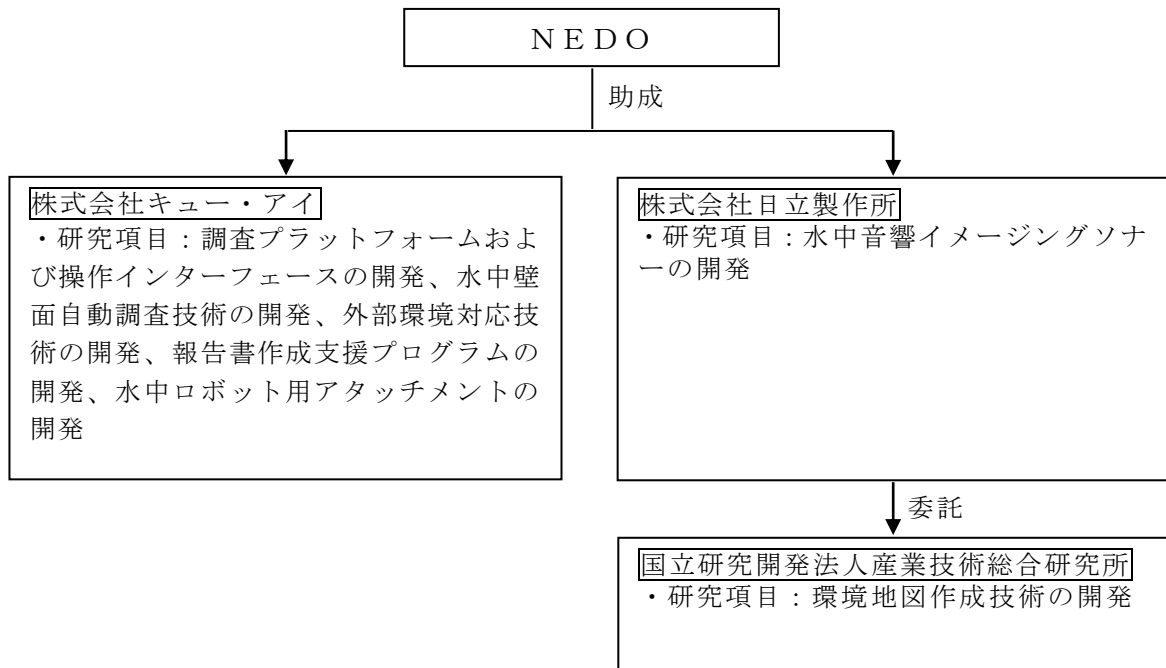 NEDO
助成
株式会社キュー・アイ
・研究項目：調査プラットフォームおよ
び操作インターフェースの開発、水中壁
面自動調査技術の開発、外部環境対応技
術の開発、報告書作成支援プログラムの
開発、水中ロボット用アタッチメントの
開発
株式会社日立製作所
・研究項目：水中音響イメージングソナ
ーの開発
委託
国立研究開発法人産業技術総合研究所
・研究項目：環境地図作成技術の開発